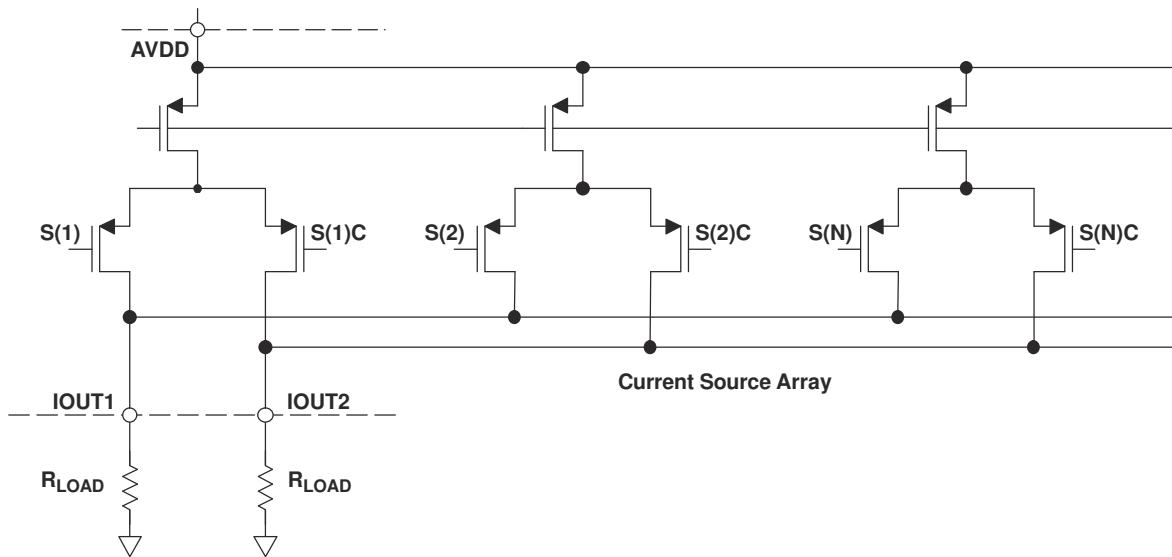 AVDD
S(1)
S(1)C
S(2)
S(2)C
S(N)
S(N)C
Current Source Array
IOUT1
IOUT2
RLOAD
RLOAD